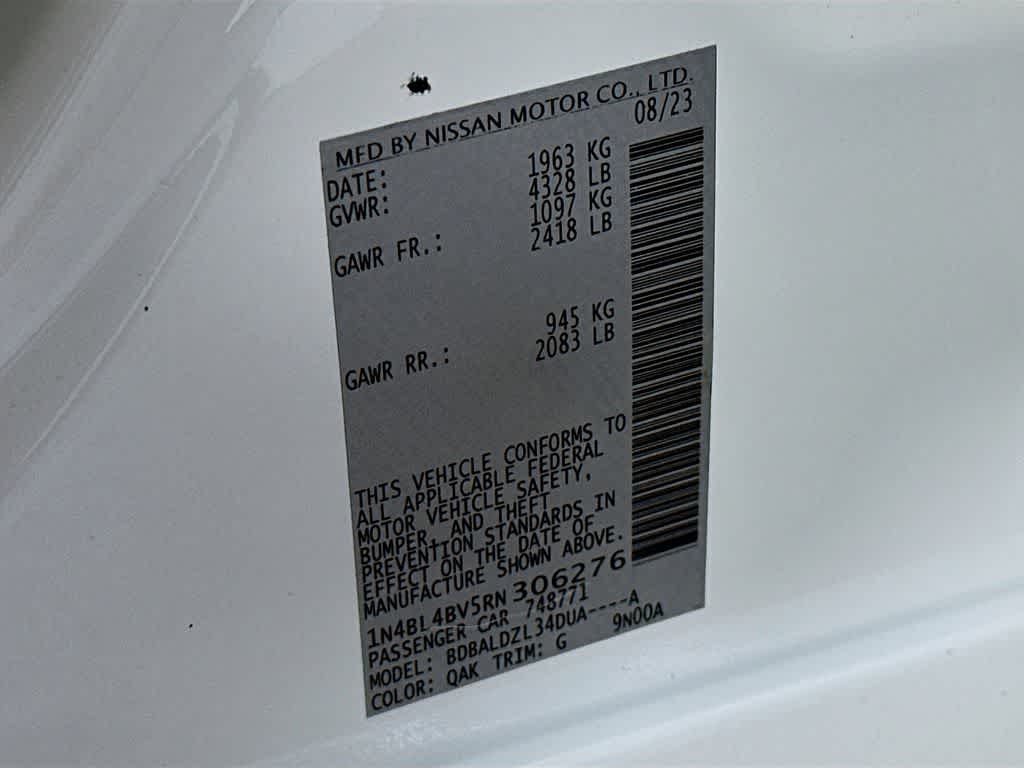 MFD BY NISSAN MOTOR CO., LTD.
DATE: 08/23
GVWR: 1963 KG
4328 LB
GAWR FR.: 1097 KG
2418 LB
GAWR RR.: 945 KG
2083 LB
THIS VEHICLE CONFORMS TO
ALL APPLICABLE FEDERAL
MOTOR VEHICLE SAFETY,
BUMPER, AND THEFT
PREVENTION STANDARDS IN
EFFECT ON THE DATE OF
MANUFACTURE SHOWN ABOVE.
1N4BL4BV5RN306276
PASSENGER CAR 748771
MODEL: BDBALDZL34DUA----A
COLOR: QAK TRIM: G 9N00A